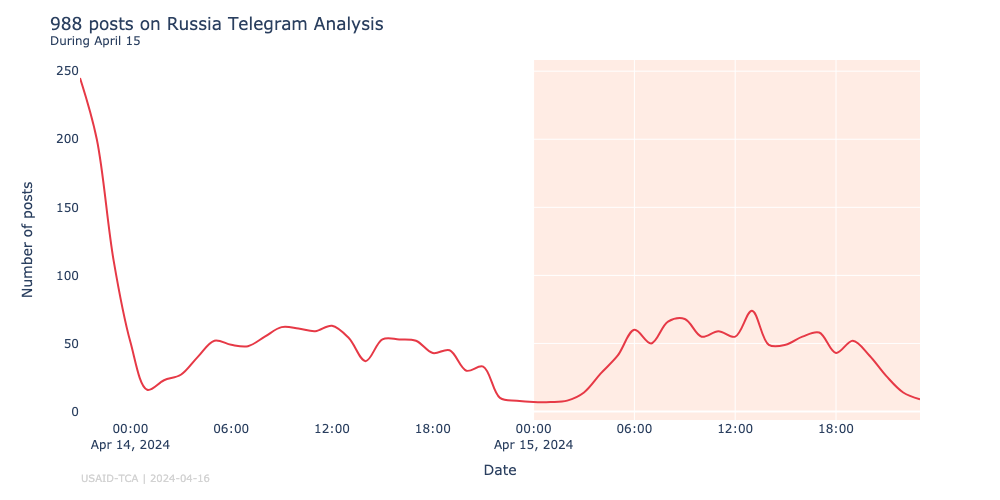 988 posts on Russia Telegram Analysis
During April 15
250
200
150
100
50
0
Number of posts
00:00 06:00 12:00 18:00 00:00 06:00 12:00 18:00
Apr 14, 2024 Apr 15, 2024
Date
USAID-TCA | 2024-04-16